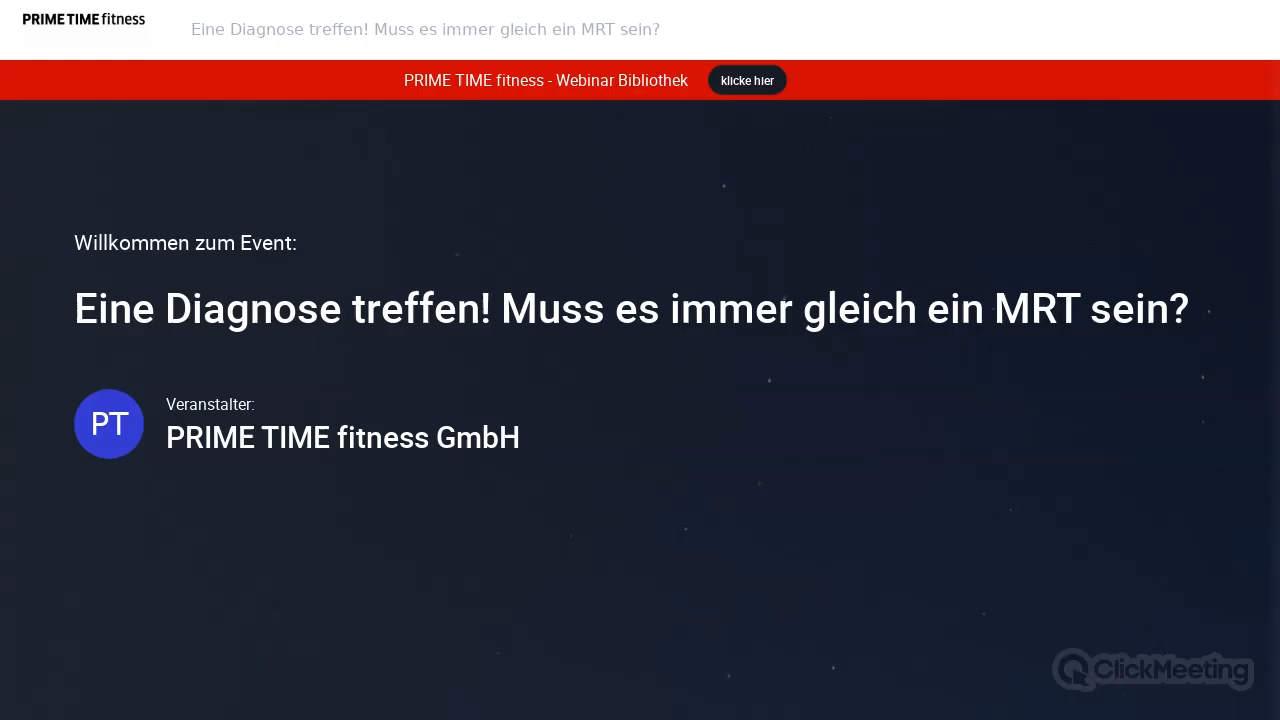 PRIME TIME fitness
Eine Diagnose treffen! Muss es immer gleich ein MRT sein?
PRIME TIME fitness - Webinar Bibliothek
klicke hier
Willkommen zum Event:
Eine Diagnose treffen! Muss es immer gleich ein MRT sein?
PT
Veranstalter:
PRIME TIME fitness GmbH
ClickMeeting